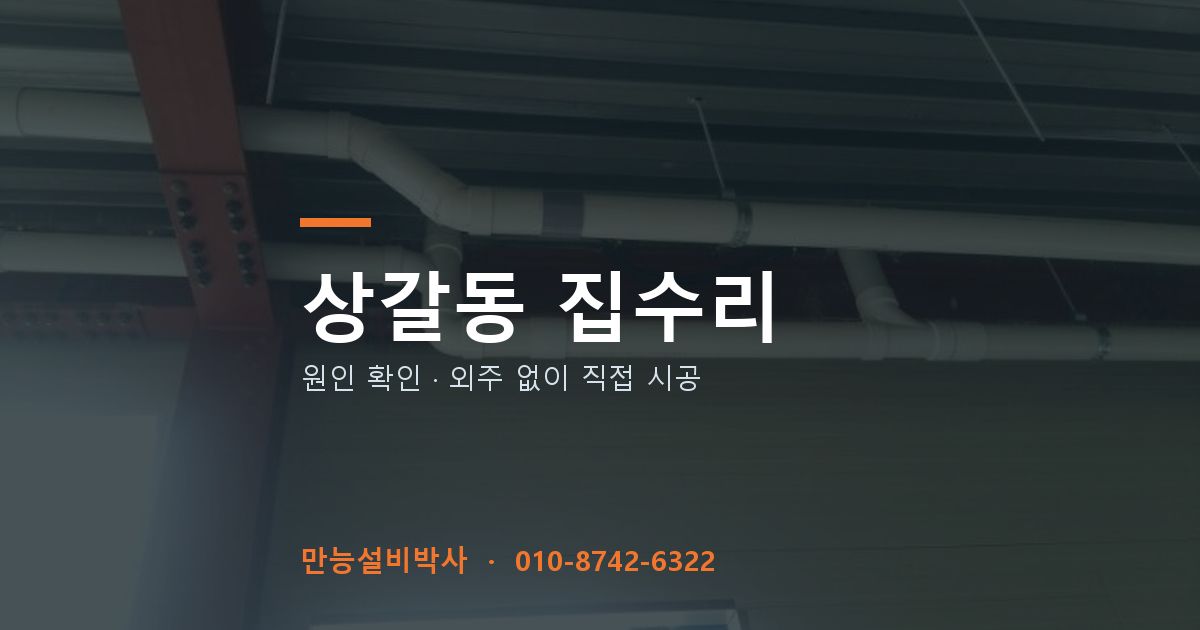 상갈동 집수리
원인 확인 · 외주 없이 직접 시공
만능설비박사 · 010-8742-6322